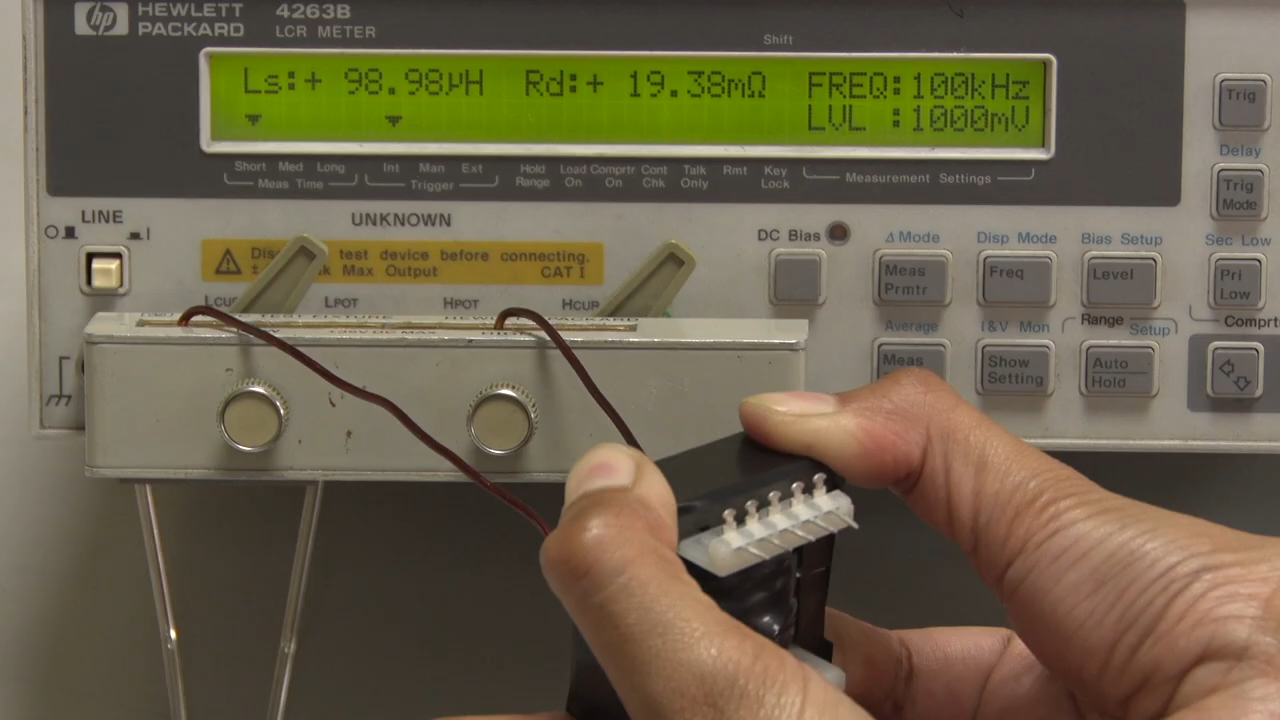 hp HEWLETT PACKARD 4263B
LCR METER
Shift
Ls:+ 98.98µH Rd:+ 19.38mΩ FREQ:100kHz
LVL :1000mV
Short Med Long Int Man Ext Hold Range Load On Comprtr On Cont Chk Talk Only Rmt Key Lock Measurement Settings
Meas Time Trigger
Trig
Delay
Trig Mode
LINE
UNKNOWN
test device before connecting.
Max Output CAT I
LPOT HPOT HCUR
DC Bias
Δ Mode Disp Mode Bias Setup Sec Low
Meas Prmtr Freq Level Pri Low
Average I&V Mon Range Setup Comprt
Meas Show Setting Auto Hold
TEST FIXTURE